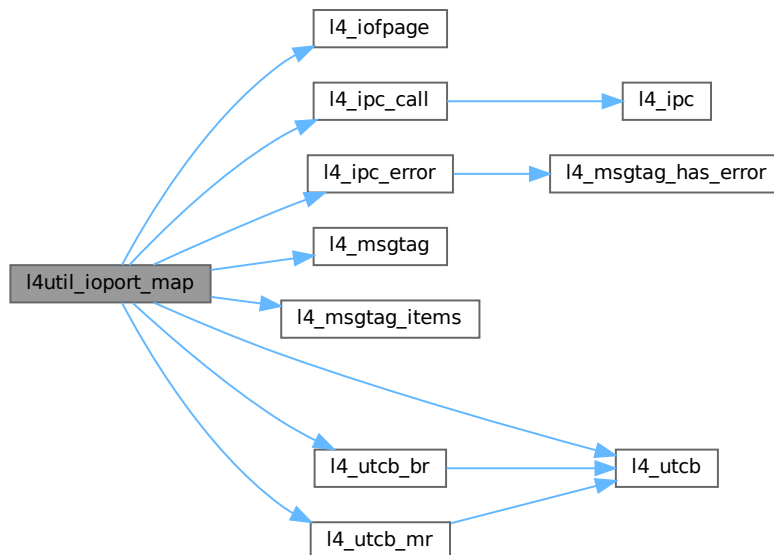 l4_iofpage
l4_ipc_call
l4_ipc
l4_ipc_error
l4_msgtag_has_error
l4_msgtag
l4util_ioport_map
l4_msgtag_items
l4_utcb_br
l4_utcb
l4_utcb_mr